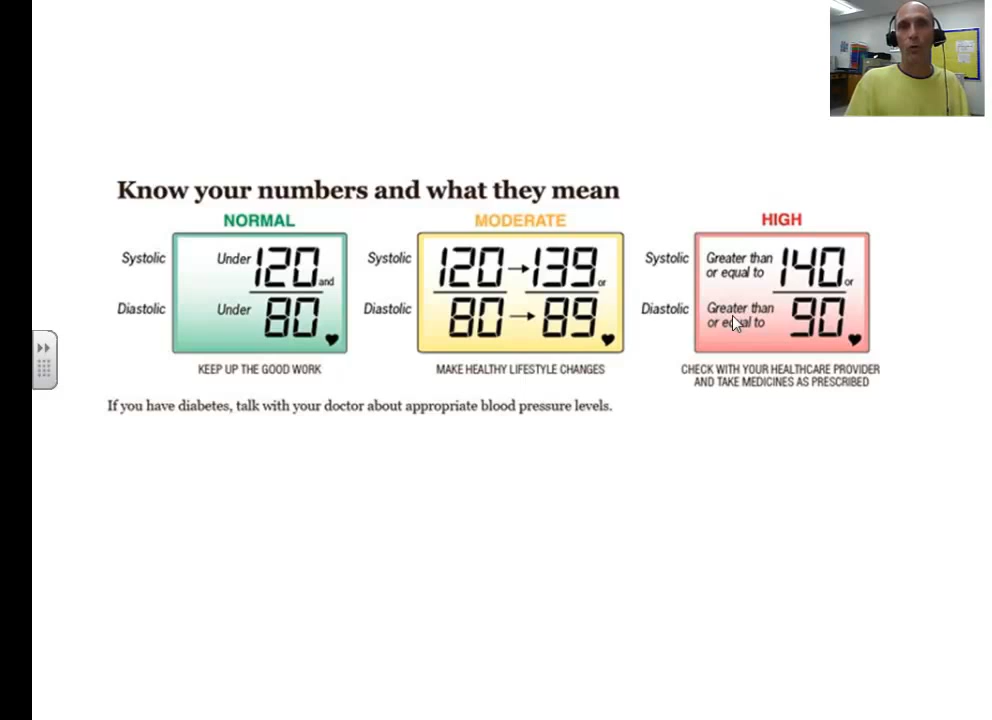 Know your numbers and what they mean
NORMAL
Systolic Under 120 and
Diastolic Under 80
KEEP UP THE GOOD WORK
MODERATE
Systolic 120 → 139 or
Diastolic 80 → 89
MAKE HEALTHY LIFESTYLE CHANGES
HIGH
Systolic Greater than
or equal to 140 or
Diastolic Greater than
or equal to 90
CHECK WITH YOUR HEALTHCARE PROVIDER
AND TAKE MEDICINES AS PRESCRIBED
If you have diabetes, talk with your doctor about appropriate blood pressure levels.